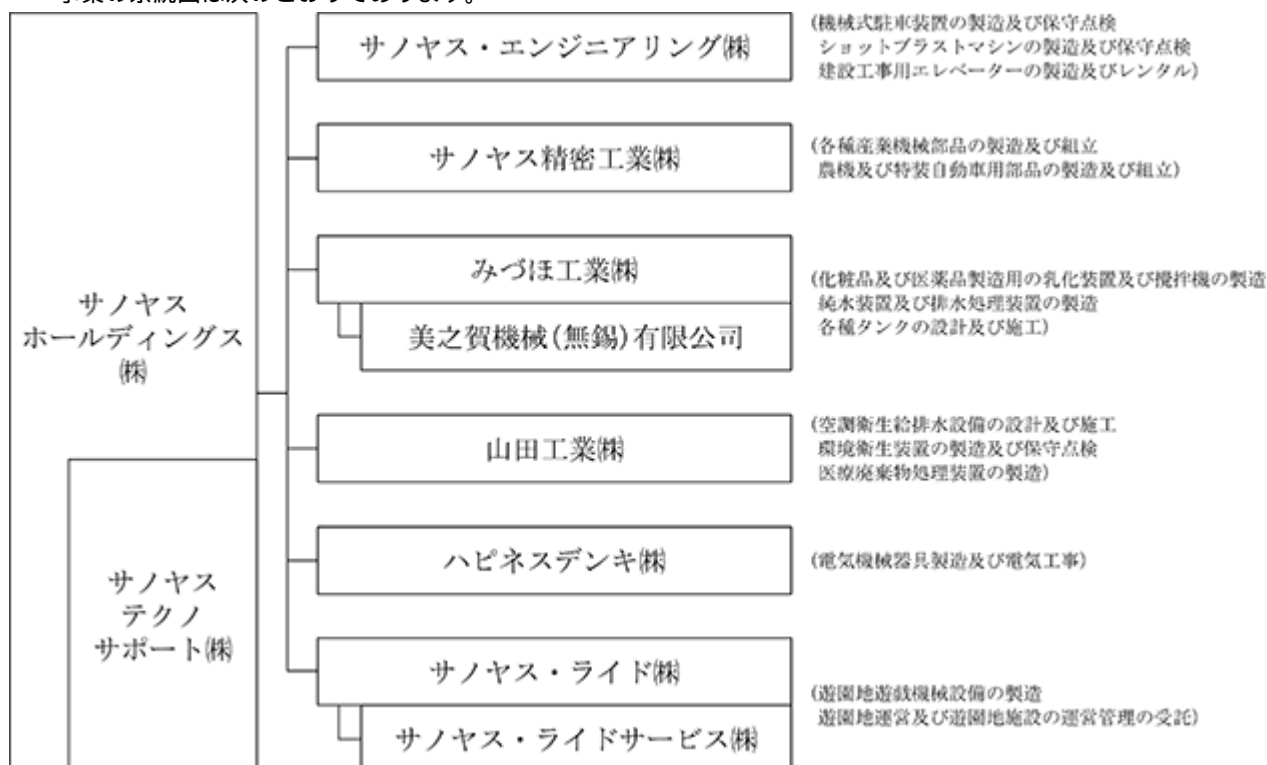 事業の系統図は次のとおりであります。
サノヤス・エンジニアリング㈱
(機械式駐車装置の製造及び保守点検
ショットブラストマシンの製造及び保守点検
建設工事用エレベーターの製造及びレンタル)
サノヤス精密工業㈱
(各種産業機械部品の製造及び組立
農機及び特装自動車用部品の製造及び組立)
サノヤス
ホールディングス
㈱
みづほ工業㈱
美之賀機械(無錫)有限公司
(化粧品及び医薬品製造用の乳化装置及び攪拌機の製造
純水装置及び排水処理装置の製造
各種タンクの設計及び施工)
山田工業㈱
(空調衛生給排水設備の設計及び施工
環境衛生装置の製造及び保守点検
医療廃棄物処理装置の製造)
サノヤス
テクノ
サポート㈱
ハピネスデンキ㈱
(電気機械器具製造及び電気工事)
サノヤス・ライド㈱
サノヤス・ライドサービス㈱
(遊園地遊戯機械設備の製造
遊園地運営及び遊園地施設の運営管理の受託)